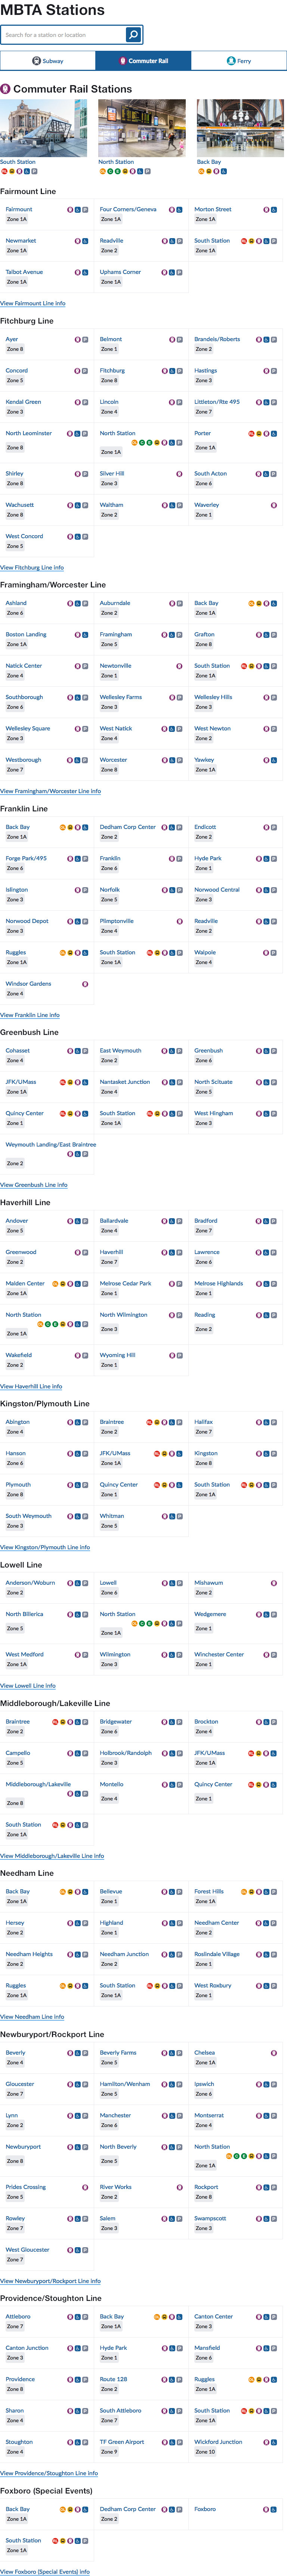 MBTA Stations
Search for a station or location
Subway
Commuter Rail
Ferry
Commuter Rail Stations
South Station
North Station
Back Bay
Fairmount Line
Fairmount
Four Corners/Geneva
Morton Street
Zone 1A
Zone 1A
Zone 1A
Newmarket
Readville
South Station
Zone 1A
Zone 2
Zone 1A
Talbot Avenue
Uphams Corner
Zone 1A
Zone 1A
View Fairmount Line info
Fitchburg Line
Ayer
Belmont
Brandeis/Roberts
Zone 8
Zone 1
Zone 2
Concord
Fitchburg
Hastings
Zone 5
Zone 8
Zone 3
Kendal Green
Lincoln
Littleton/Rte 495
Zone 3
Zone 4
Zone 7
North Leominster
North Station
Porter
Zone 8
Zone 1A
Zone 1A
Shirley
Silver Hill
South Acton
Zone 8
Zone 3
Zone 6
Wachusett
Waltham
Waverley
Zone 8
Zone 2
Zone 1
West Concord
Zone 5
View Fitchburg Line info
Framingham/Worcester Line
Ashland
Auburndale
Back Bay
Zone 6
Zone 2
Zone 1A
Boston Landing
Framingham
Grafton
Zone 1A
Zone 5
Zone 8
Natick Center
Newtonville
South Station
Zone 4
Zone 1
Zone 1A
Southborough
Wellesley Farms
Wellesley Hills
Zone 6
Zone 3
Zone 3
Wellesley Square
West Natick
West Newton
Zone 3
Zone 4
Zone 2
Westborough
Worcester
Yawkey
Zone 7
Zone 8
Zone 1A
View Framingham/Worcester Line info
Franklin Line
Back Bay
Dedham Corp Center
Endicott
Zone 1A
Zone 2
Zone 2
Forge Park/495
Franklin
Hyde Park
Zone 6
Zone 6
Zone 1
Islington
Norfolk
Norwood Central
Zone 3
Zone 5
Zone 3
Norwood Depot
Plimptonville
Readville
Zone 3
Zone 4
Zone 2
Ruggles
South Station
Walpole
Zone 1A
Zone 1A
Zone 4
Windsor Gardens
Zone 4
View Franklin Line info
Greenbush Line
Cohasset
East Weymouth
Greenbush
Zone 4
Zone 2
Zone 6
JFK/UMass
Nantasket Junction
North Scituate
Zone 1A
Zone 4
Zone 5
Quincy Center
South Station
West Hingham
Zone 1
Zone 1A
Zone 3
Weymouth Landing/East Braintree
Zone 2
View Greenbush Line info
Haverhill Line
Andover
Ballardvale
Bradford
Zone 5
Zone 4
Zone 7
Greenwood
Haverhill
Lawrence
Zone 2
Zone 7
Zone 6
Malden Center
Melrose Cedar Park
Melrose Highlands
Zone 1A
Zone 1
Zone 1
North Station
North Wilmington
Reading
Zone 1A
Zone 3
Zone 2
Wakefield
Wyoming Hill
Zone 2
Zone 1
View Haverhill Line info
Kingston/Plymouth Line
Abington
Braintree
Halifax
Zone 4
Zone 2
Zone 7
Hanson
JFK/UMass
Kingston
Zone 6
Zone 1A
Zone 8
Plymouth
Quincy Center
South Station
Zone 8
Zone 1
Zone 1A
South Weymouth
Whitman
Zone 3
Zone 5
View Kingston/Plymouth Line info
Lowell Line
Anderson/Woburn
Lowell
Mishawum
Zone 2
Zone 6
Zone 2
North Billerica
North Station
Wedgemere
Zone 5
Zone 1A
Zone 1
West Medford
Wilmington
Winchester Center
Zone 1A
Zone 3
Zone 1
View Lowell Line info
Middleborough/Lakeville Line
Braintree
Bridgewater
Brockton
Zone 2
Zone 6
Zone 4
Campello
Holbrook/Randolph
JFK/UMass
Zone 5
Zone 3
Zone 1A
Middleborough/Lakeville
Montello
Quincy Center
Zone 8
Zone 4
Zone 1
South Station
Zone 1A
View Middleborough/Lakeville Line info
Needham Line
Back Bay
Bellevue
Forest Hills
Zone 1A
Zone 1
Zone 1A
Hersey
Highland
Needham Center
Zone 2
Zone 1
Zone 2
Needham Heights
Needham Junction
Roslindale Village
Zone 2
Zone 2
Zone 1
Ruggles
South Station
West Roxbury
Zone 1A
Zone 1A
Zone 1
View Needham Line info
Newburyport/Rockport Line
Beverly
Beverly Farms
Chelsea
Zone 4
Zone 5
Zone 1A
Gloucester
Hamilton/Wenham
Ipswich
Zone 7
Zone 5
Zone 6
Lynn
Manchester
Montserrat
Zone 2
Zone 6
Zone 4
Newburyport
North Beverly
North Station
Zone 8
Zone 5
Zone 1A
Prides Crossing
River Works
Rockport
Zone 5
Zone 2
Zone 8
Rowley
Salem
Swampscott
Zone 7
Zone 3
Zone 3
West Gloucester
Zone 7
View Newburyport/Rockport Line info
Providence/Stoughton Line
Attleboro
Back Bay
Canton Center
Zone 7
Zone 1A
Zone 3
Canton Junction
Hyde Park
Mansfield
Zone 3
Zone 1
Zone 6
Providence
Route 128
Ruggles
Zone 8
Zone 2
Zone 1A
Sharon
South Attleboro
South Station
Zone 4
Zone 7
Zone 1A
Stoughton
TF Green Airport
Wickford Junction
Zone 4
Zone 9
Zone 10
View Providence/Stoughton Line info
Foxboro (Special Events)
Back Bay
Dedham Corp Center
Foxboro
Zone 1A
Zone 2
South Station
Zone 1A
View Foxboro (Special Events) info